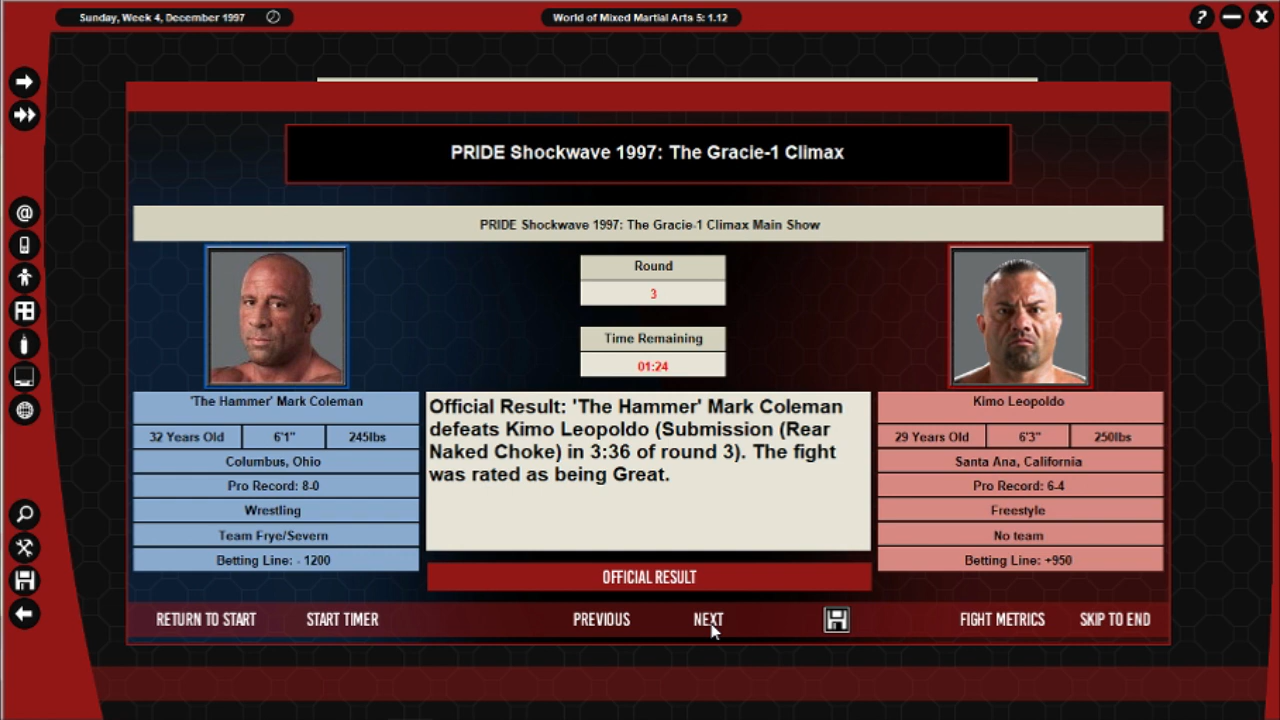 Sunday, Week 4, December 1997
World of Mixed Martial Arts 5: 1.12
?
X
@
PRIDE Shockwave 1997: The Gracie-1 Climax
PRIDE Shockwave 1997: The Gracie-1 Climax Main Show
Round
3
Time Remaining
01:24
'The Hammer' Mark Coleman
32 Years Old 6'1" 245lbs
Columbus, Ohio
Pro Record: 8-0
Wrestling
Team Frye/Severn
Betting Line: - 1200
Official Result: 'The Hammer' Mark Coleman
defeats Kimo Leopoldo (Submission (Rear
Naked Choke) in 3:36 of round 3). The fight
was rated as being Great.
OFFICIAL RESULT
Kimo Leopoldo
29 Years Old 6'3" 250lbs
Santa Ana, California
Pro Record: 6-4
Freestyle
No team
Betting Line: +950
RETURN TO START START TIMER PREVIOUS NEXT FIGHT METRICS SKIP TO END